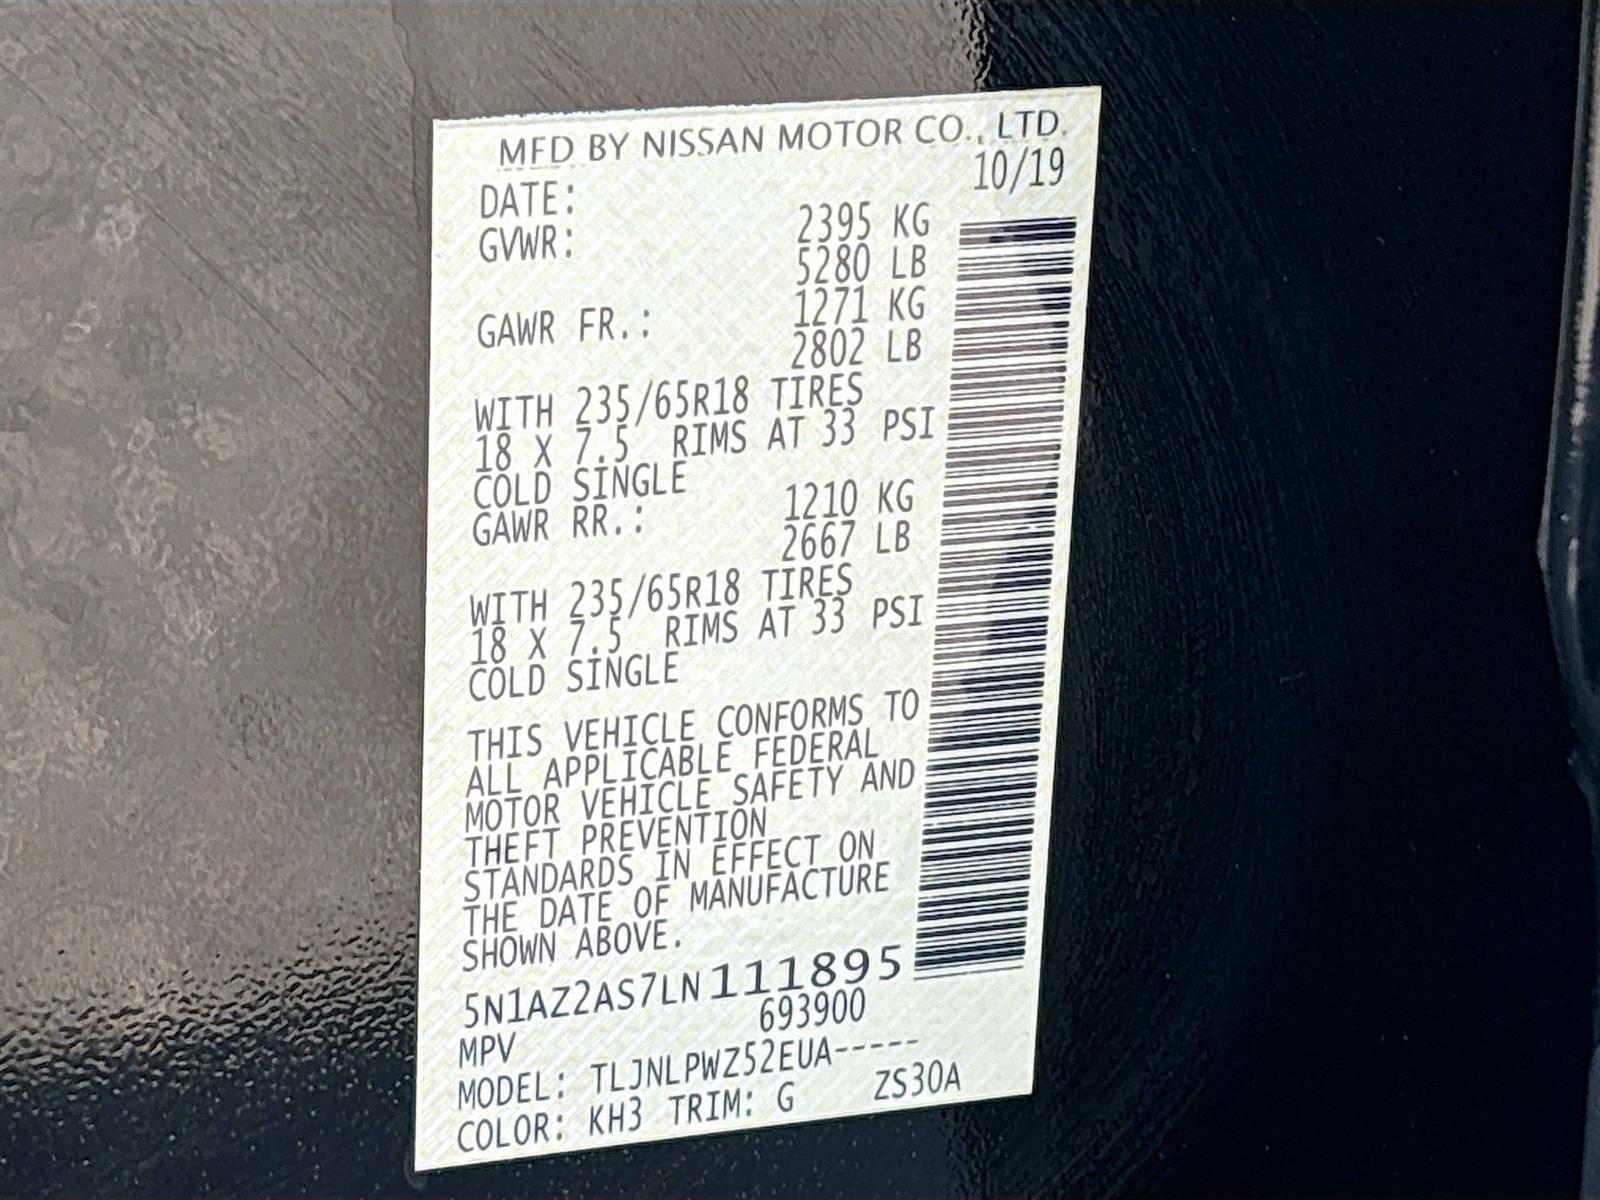 MFD BY NISSAN MOTOR CO., LTD.
DATE: 10/19
GVWR: 2395 KG
5280 LB
GAWR FR.: 1271 KG
2802 LB
WITH 235/65R18 TIRES
18 X 7.5 RIMS AT 33 PSI
COLD SINGLE
GAWR RR.: 1210 KG
2667 LB
WITH 235/65R18 TIRES
18 X 7.5 RIMS AT 33 PSI
COLD SINGLE
THIS VEHICLE CONFORMS TO
ALL APPLICABLE FEDERAL
MOTOR VEHICLE SAFETY AND
THEFT PREVENTION
STANDARDS IN EFFECT ON
THE DATE OF MANUFACTURE
SHOWN ABOVE.
5N1AZ2AS7LN111895
693900
MPV
MODEL: TLJNLPWZ52EUA-----
COLOR: KH3 TRIM: G ZS30A